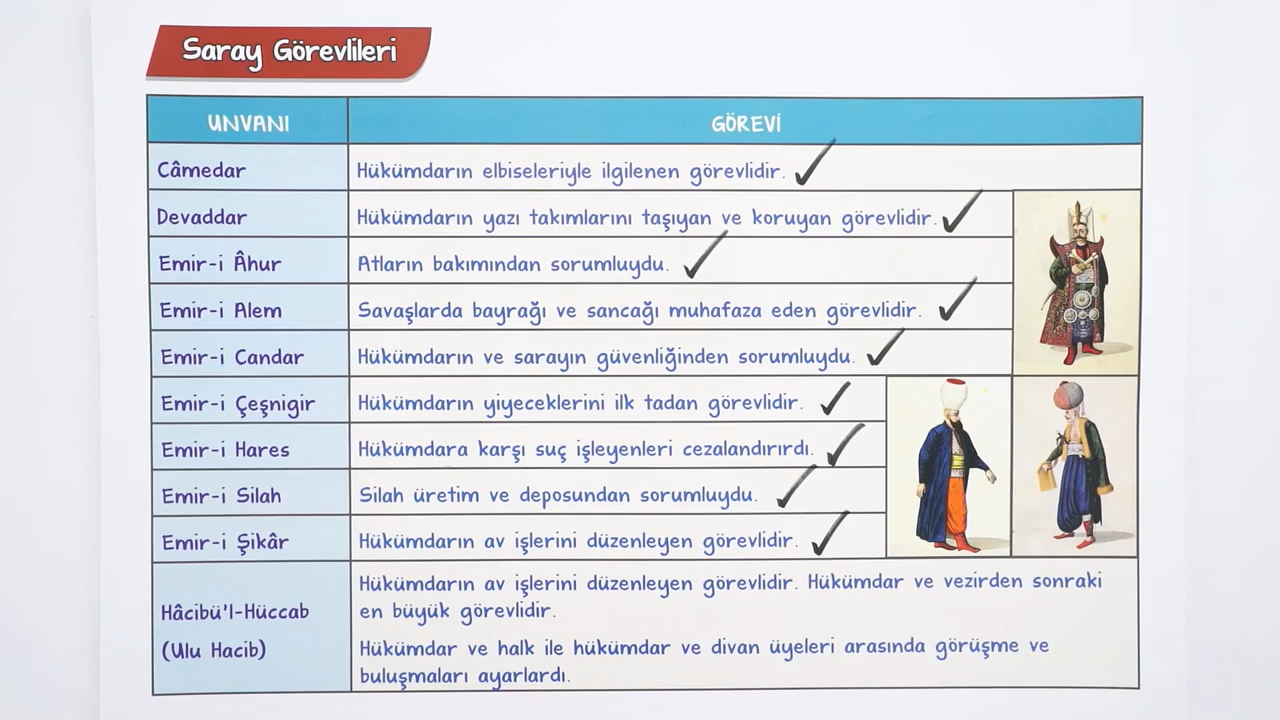 Saray Görevlileri
UNVANI
GÖREVİ
Câmedar
Hükümdarın elbiseleriyle ilgilenen görevlidir.
Devaddar
Hükümdarın yazı takımlarını taşıyan ve koruyan görevlidir.
Emir-i Âhur
Atların bakımından sorumluydu.
Emir-i Alem
Savaşlarda bayrağı ve sancağı muhafaza eden görevlidir.
Emir-i Candar
Hükümdarın ve sarayın güvenliğinden sorumluydu.
Emir-i Çeşnigir
Hükümdarın yiyeceklerini ilk tadan görevlidir.
Emir-i Hares
Hükümdara karşı suç işleyenleri cezalandırırdı.
Emir-i Silah
Silah üretim ve deposundan sorumluydu.
Emir-i Şikâr
Hükümdarın av işlerini düzenleyen görevlidir.
Hâcibü'l-Hüccab
(Ulu Hacib)
Hükümdarın av işlerini düzenleyen görevlidir. Hükümdar ve vezirden sonraki
en büyük görevlidir.
Hükümdar ve halk ile hükümdar ve divan üyeleri arasında görüşme ve
buluşmaları ayarlardı.